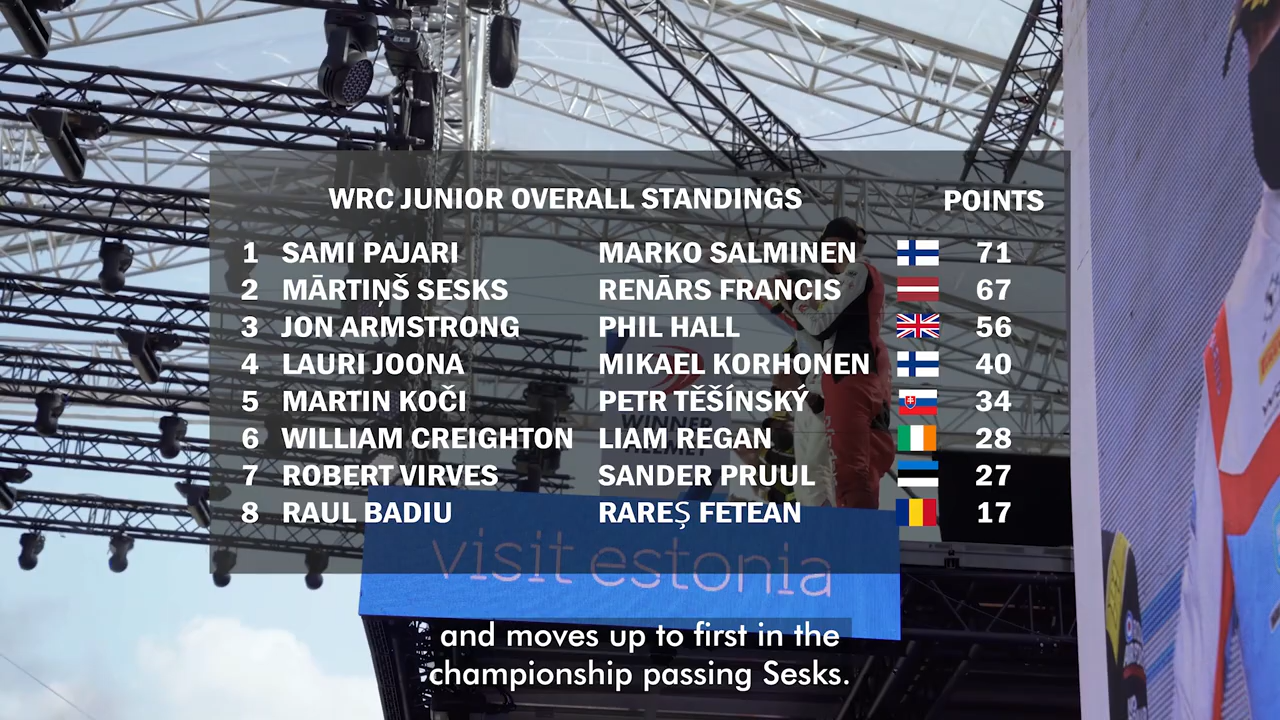 WRC JUNIOR OVERALL STANDINGS POINTS
1 SAMI PAJARI MARKO SALMINEN 71
2 MĀRTIŅŠ SESKS RENĀRS FRANCIS 67
3 JON ARMSTRONG PHIL HALL 56
4 LAURI JOONA MIKAEL KORHONEN 40
5 MARTIN KOČI PETR TĚŠÍNSKÝ 34
6 WILLIAM CREIGHTON LIAM REGAN 28
7 ROBERT VIRVES SANDER PRUUL 27
8 RAUL BADIU RAREȘ FETEAN 17
WINNER
visit estonia
and moves up to first in the
championship passing Sesks.